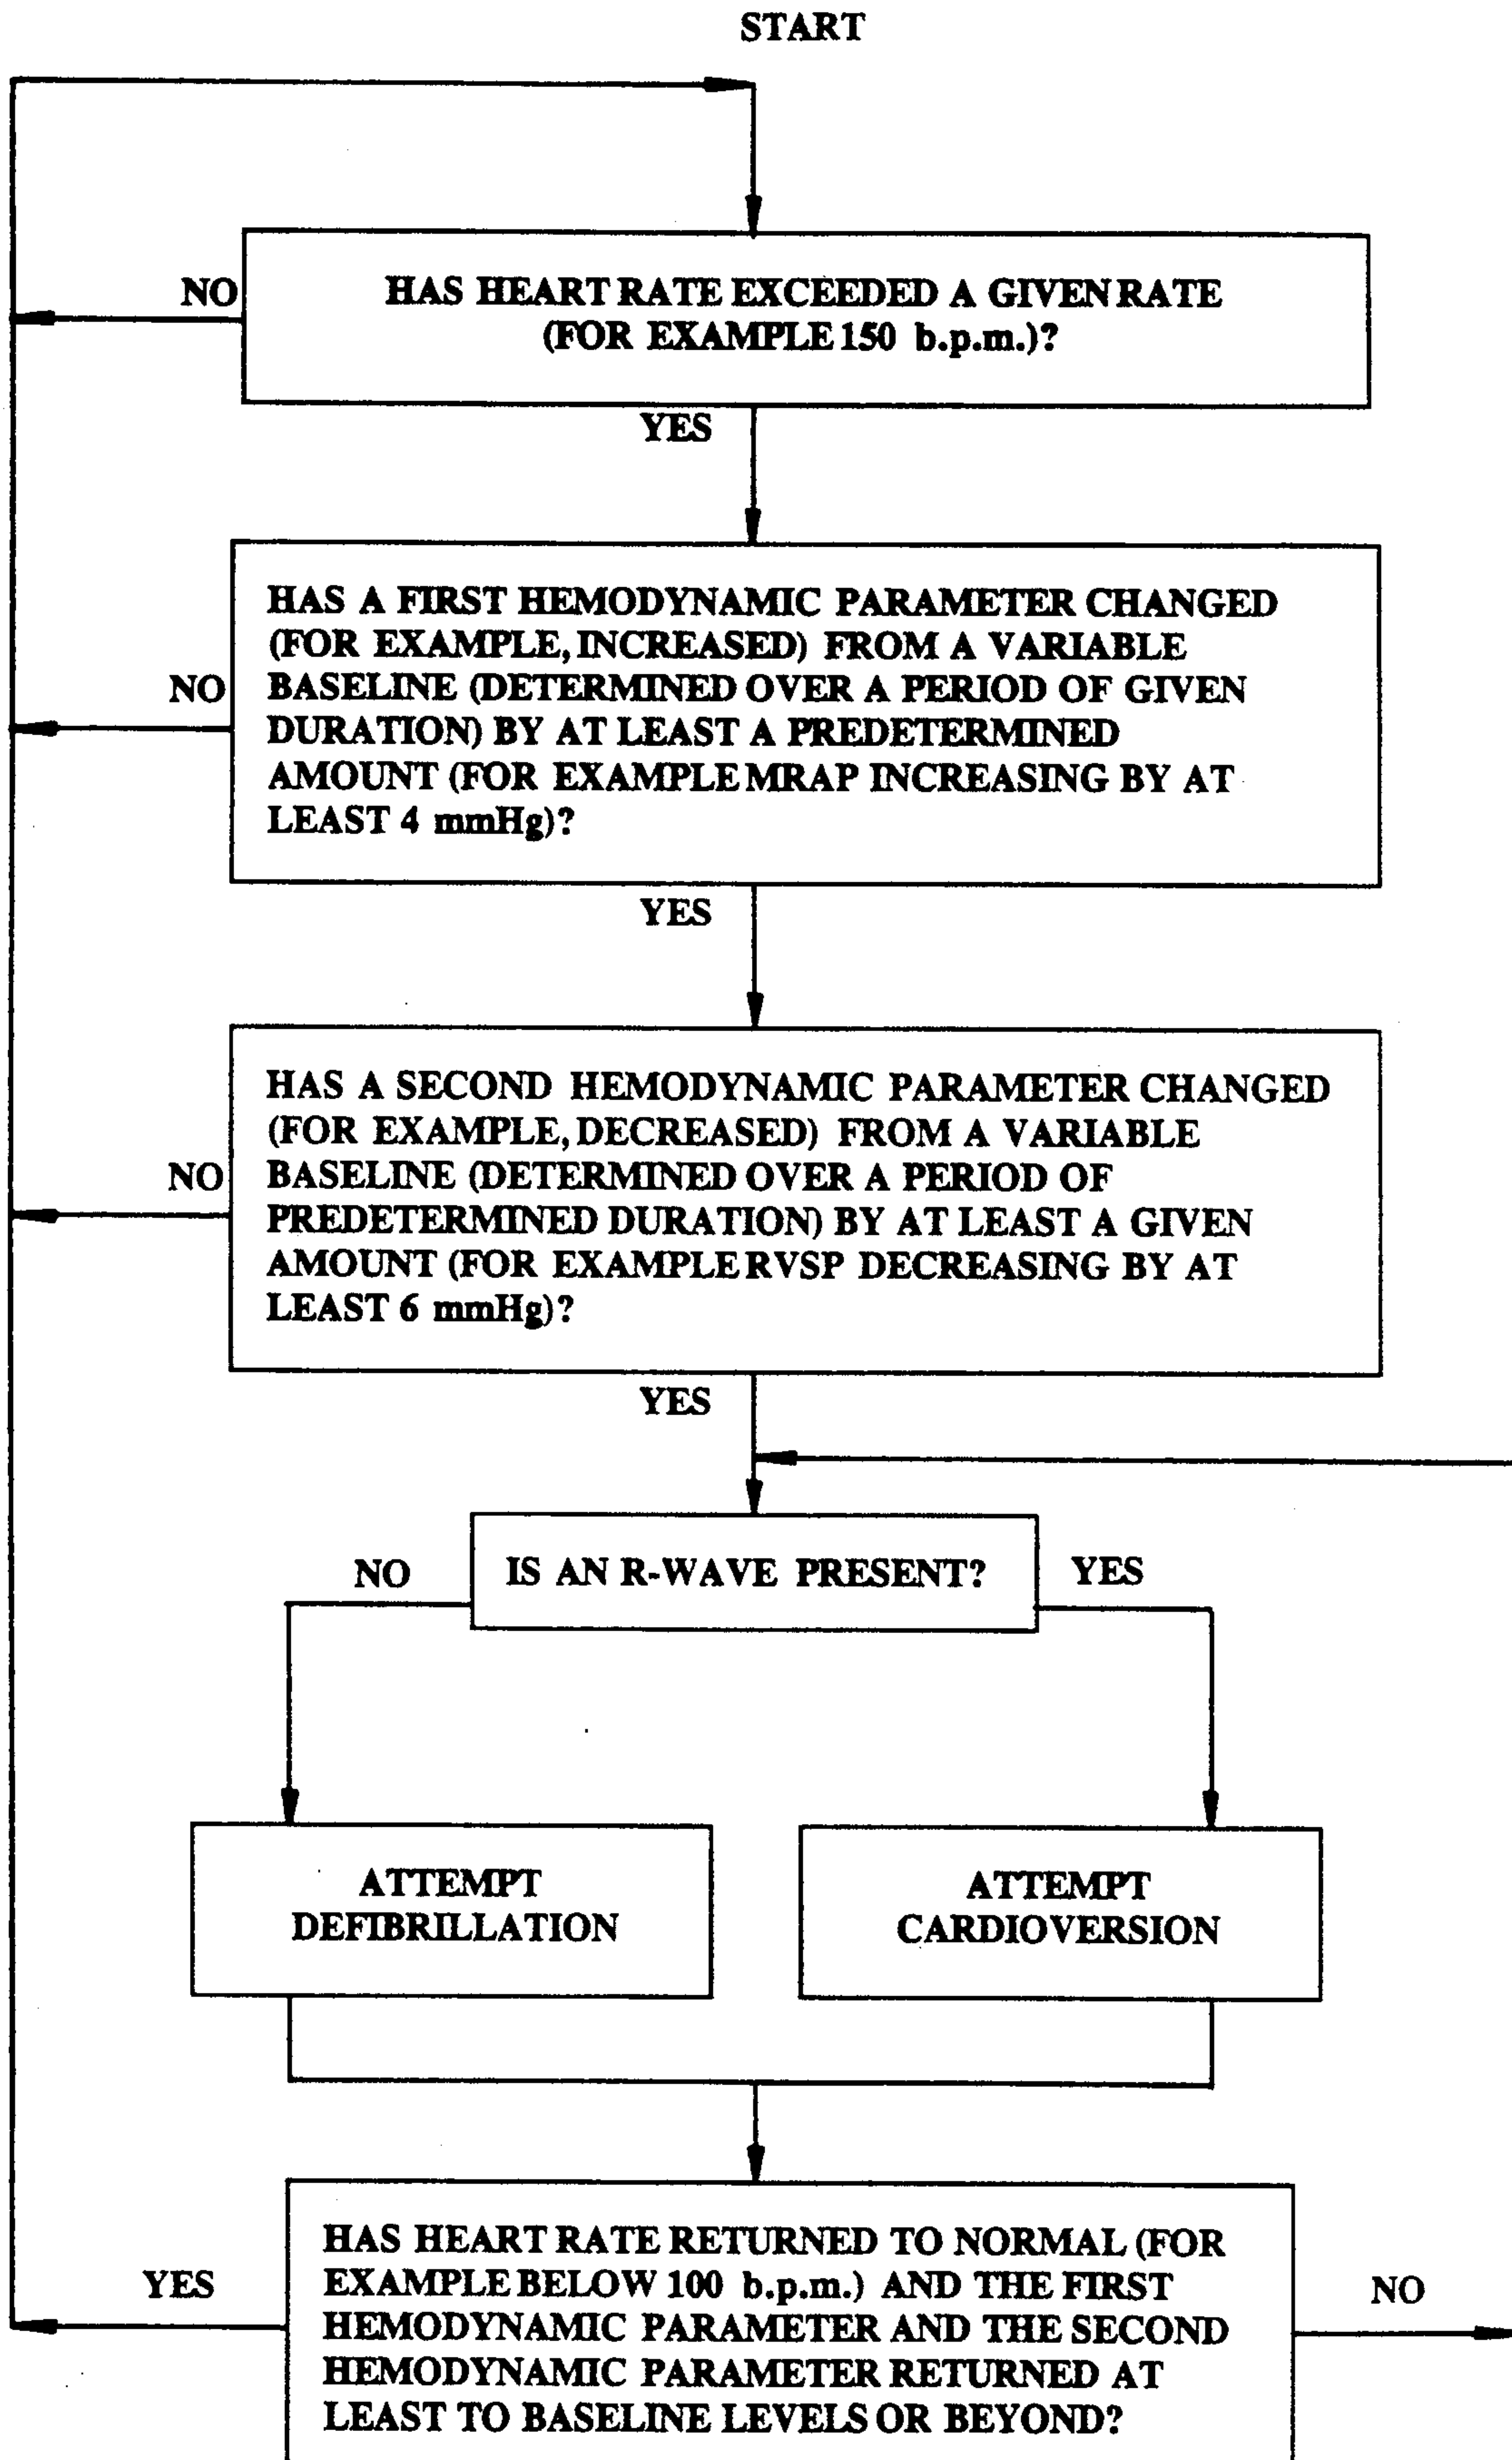 START
NO
HAS HEART RATE EXCEEDED A GIVEN RATE
(FOR EXAMPLE 150 b.p.m.)?
YES
HAS A FIRST HEMODYNAMIC PARAMETER CHANGED
(FOR EXAMPLE, INCREASED) FROM A VARIABLE
BASELINE (DETERMINED OVER A PERIOD OF GIVEN
DURATION) BY AT LEAST A PREDETERMINED
AMOUNT (FOR EXAMPLE MRAP INCREASING BY AT
LEAST 4 mmHg)?
NO
YES
HAS A SECOND HEMODYNAMIC PARAMETER CHANGED
(FOR EXAMPLE, DECREASED) FROM A VARIABLE
BASELINE (DETERMINED OVER A PERIOD OF
PREDETERMINED DURATION) BY AT LEAST A GIVEN
AMOUNT (FOR EXAMPLE RVSP DECREASING BY AT
LEAST 6 mmHg)?
NO
YES
NO
IS AN R-WAVE PRESENT?
YES
ATTEMPT
DEFIBRILLATION
ATTEMPT
CARDIOVERSION
YES
HAS HEART RATE RETURNED TO NORMAL (FOR
EXAMPLE BELOW 100 b.p.m.) AND THE FIRST
HEMODYNAMIC PARAMETER AND THE SECOND
HEMODYNAMIC PARAMETER RETURNED AT
LEAST TO BASELINE LEVELS OR BEYOND?
NO